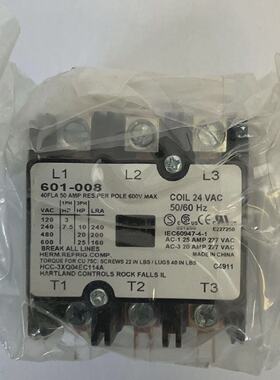 L1 L2 L3
601-008
40FLA 50 AMP RES. PER POLE 600V. MAX
1PH 3PH
HP HP LRA
120 3
240 7.5 10 240
480 20 200
600 25 160
COIL 24 VAC
50/60 Hz
E227250
IEC60947-4-1
AC-1 25 AMP 277 VAC
AC-3 20 AMP 277 VAC
BREAK ALL LINES
HERM. REFRIG. COMP.
TORQUE FOR CU 75C: SCREWS 22 IN LBS / LUGS 40 IN LBS
HCC-3XQ04EC114A C4911
HARTLAND CONTROLS ROCK FALLS IL
T1 T2 T3